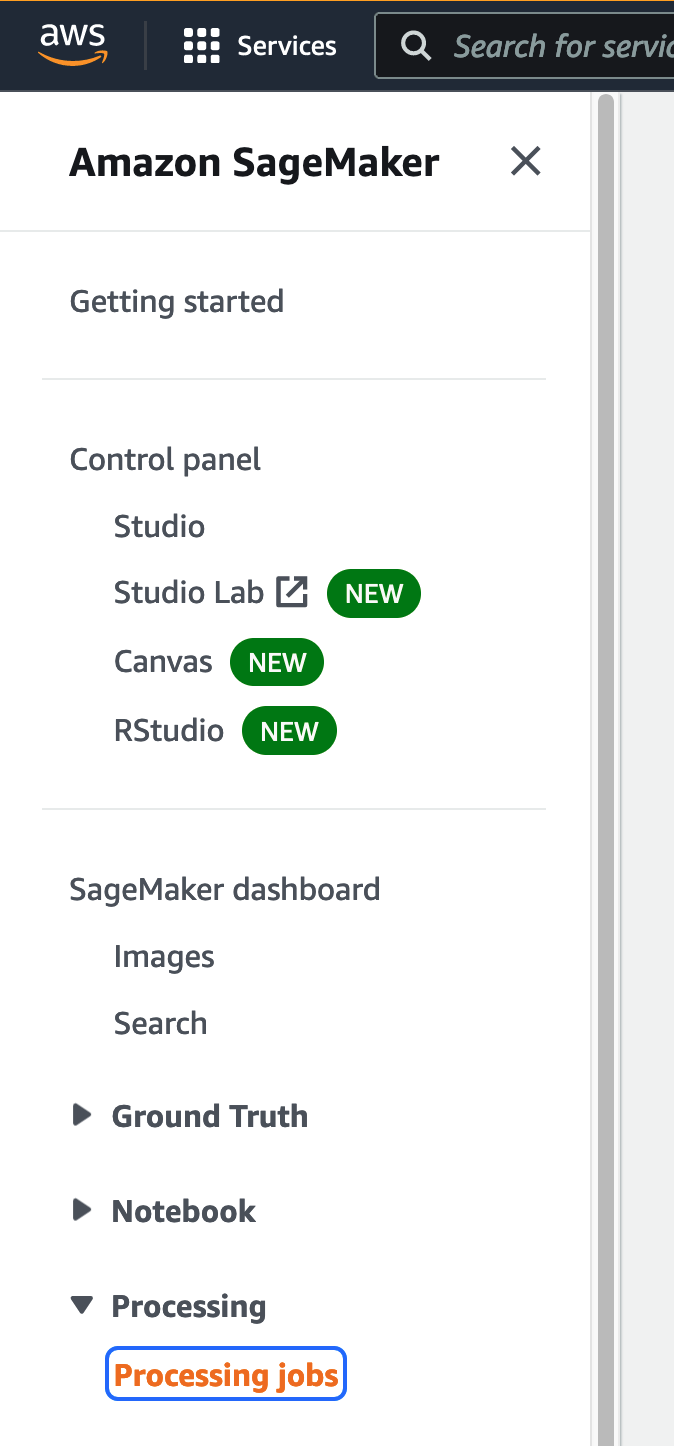 aws Services Search for servic
Amazon SageMaker
Getting started
Control panel
Studio
Studio Lab NEW
Canvas NEW
RStudio NEW
SageMaker dashboard
Images
Search
Ground Truth
Notebook
Processing
Processing jobs